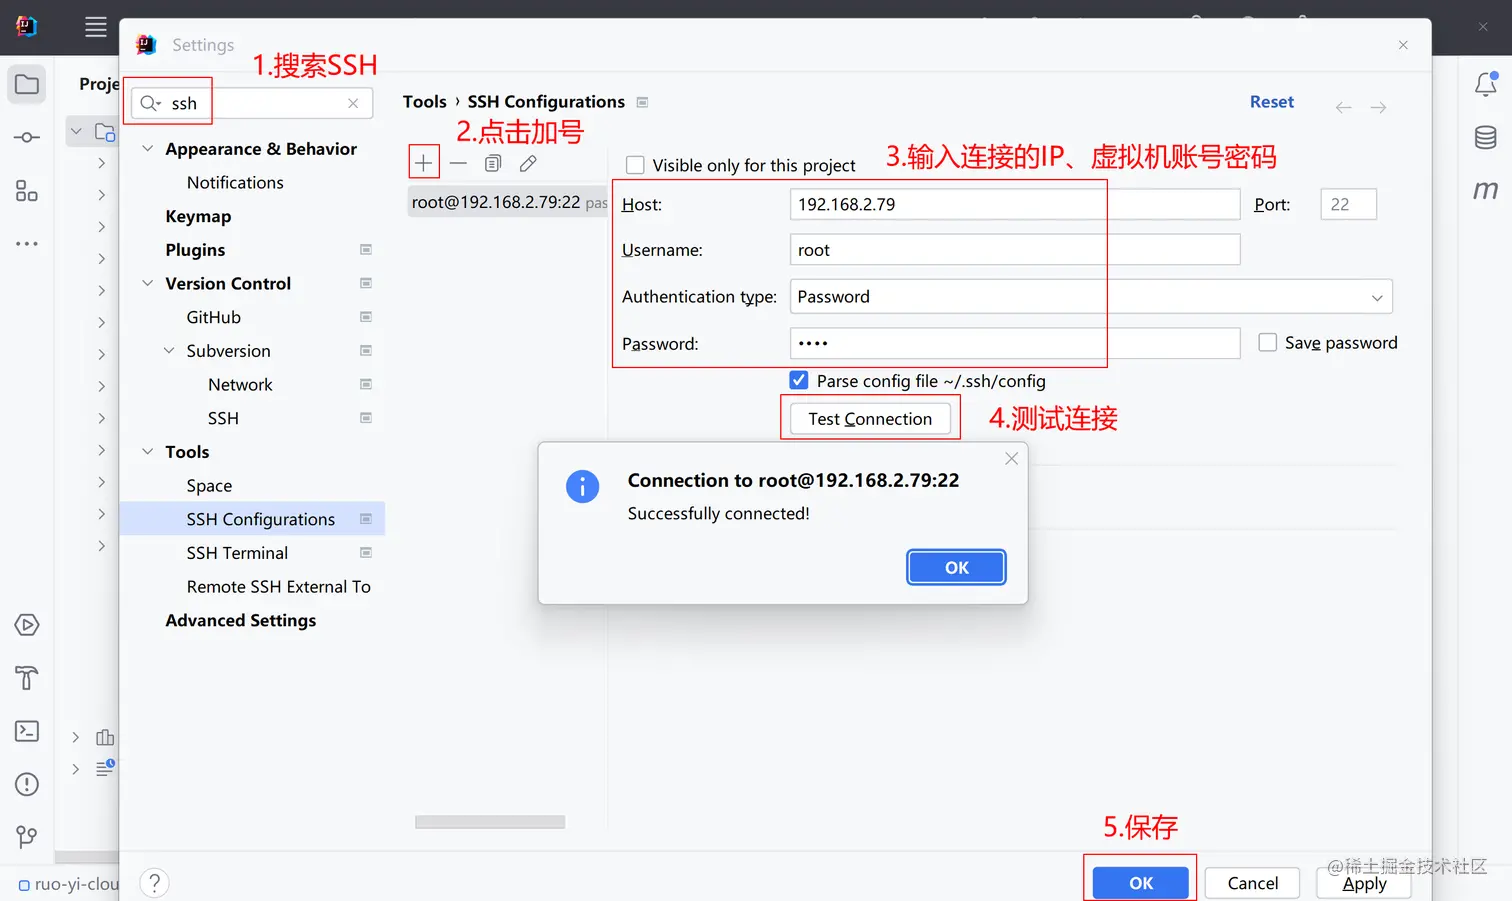 Settings
1.搜索SSH
Proje
ssh
Tools › SSH Configurations
Reset
2.点击加号
Appearance & Behavior
Notifications
Keymap
Plugins
Version Control
GitHub
Subversion
Network
SSH
Tools
Space
SSH Configurations
SSH Terminal
Remote SSH External To
Advanced Settings
root@192.168.2.79:22 pas
Visible only for this project
3.输入连接的IP、虚拟机账号密码
Host: 192.168.2.79 Port: 22
Username: root
Authentication type: Password
Password: •••• Save password
Parse config file ~/.ssh/config
Test Connection
4.测试连接
Connection to root@192.168.2.79:22
Successfully connected!
OK
5.保存
@稀土掘金技术社区
ruo-yi-clou
?
OK Cancel Apply
m